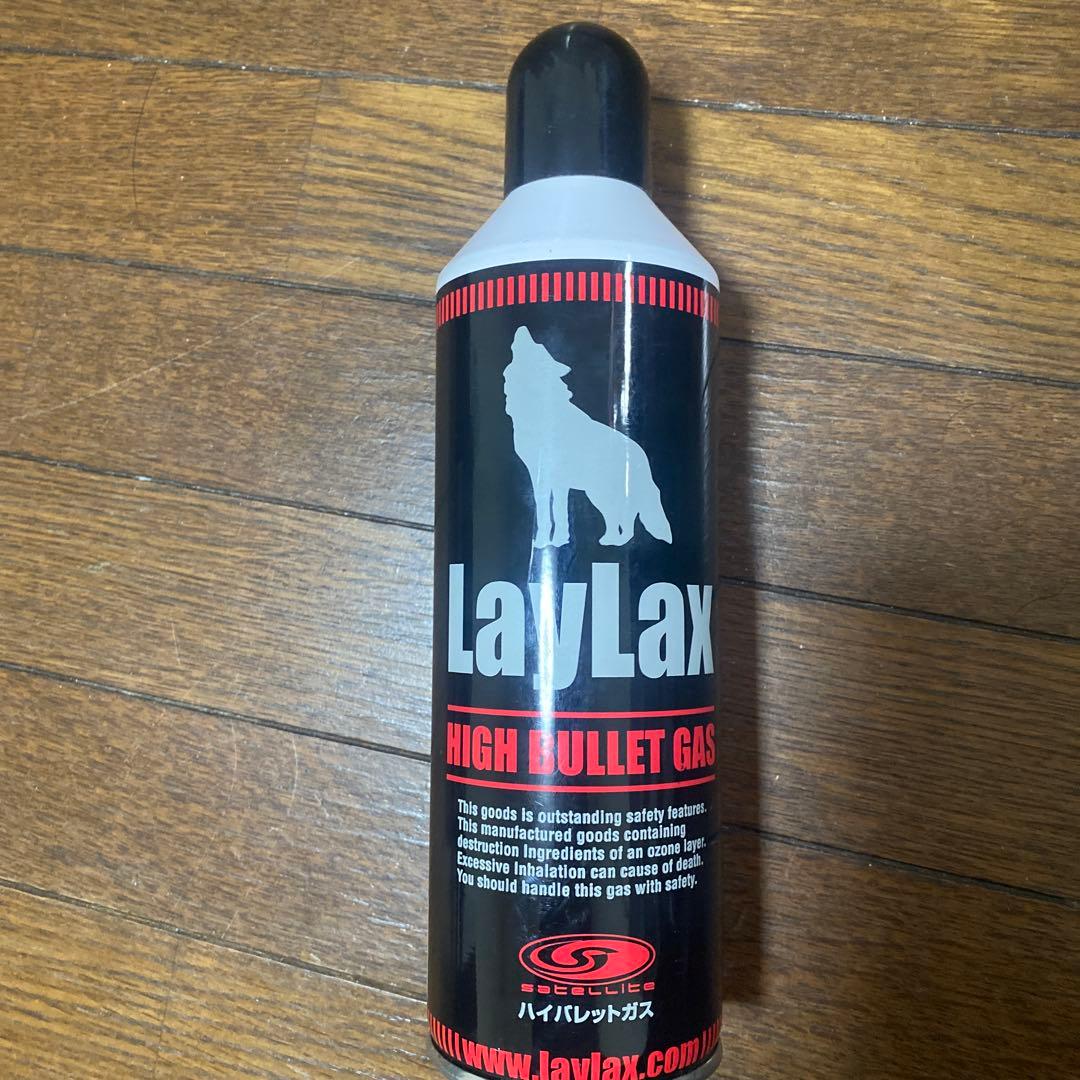 LayLax
HIGH BULLET GAS
This goods is outstanding safety features.
This manufactured goods containing
destruction Ingredients of an ozone layer.
Excessive Inhalation can cause of death.
You should handle this gas with safety.
satellite
ハイバレットガス
www.laylax.com